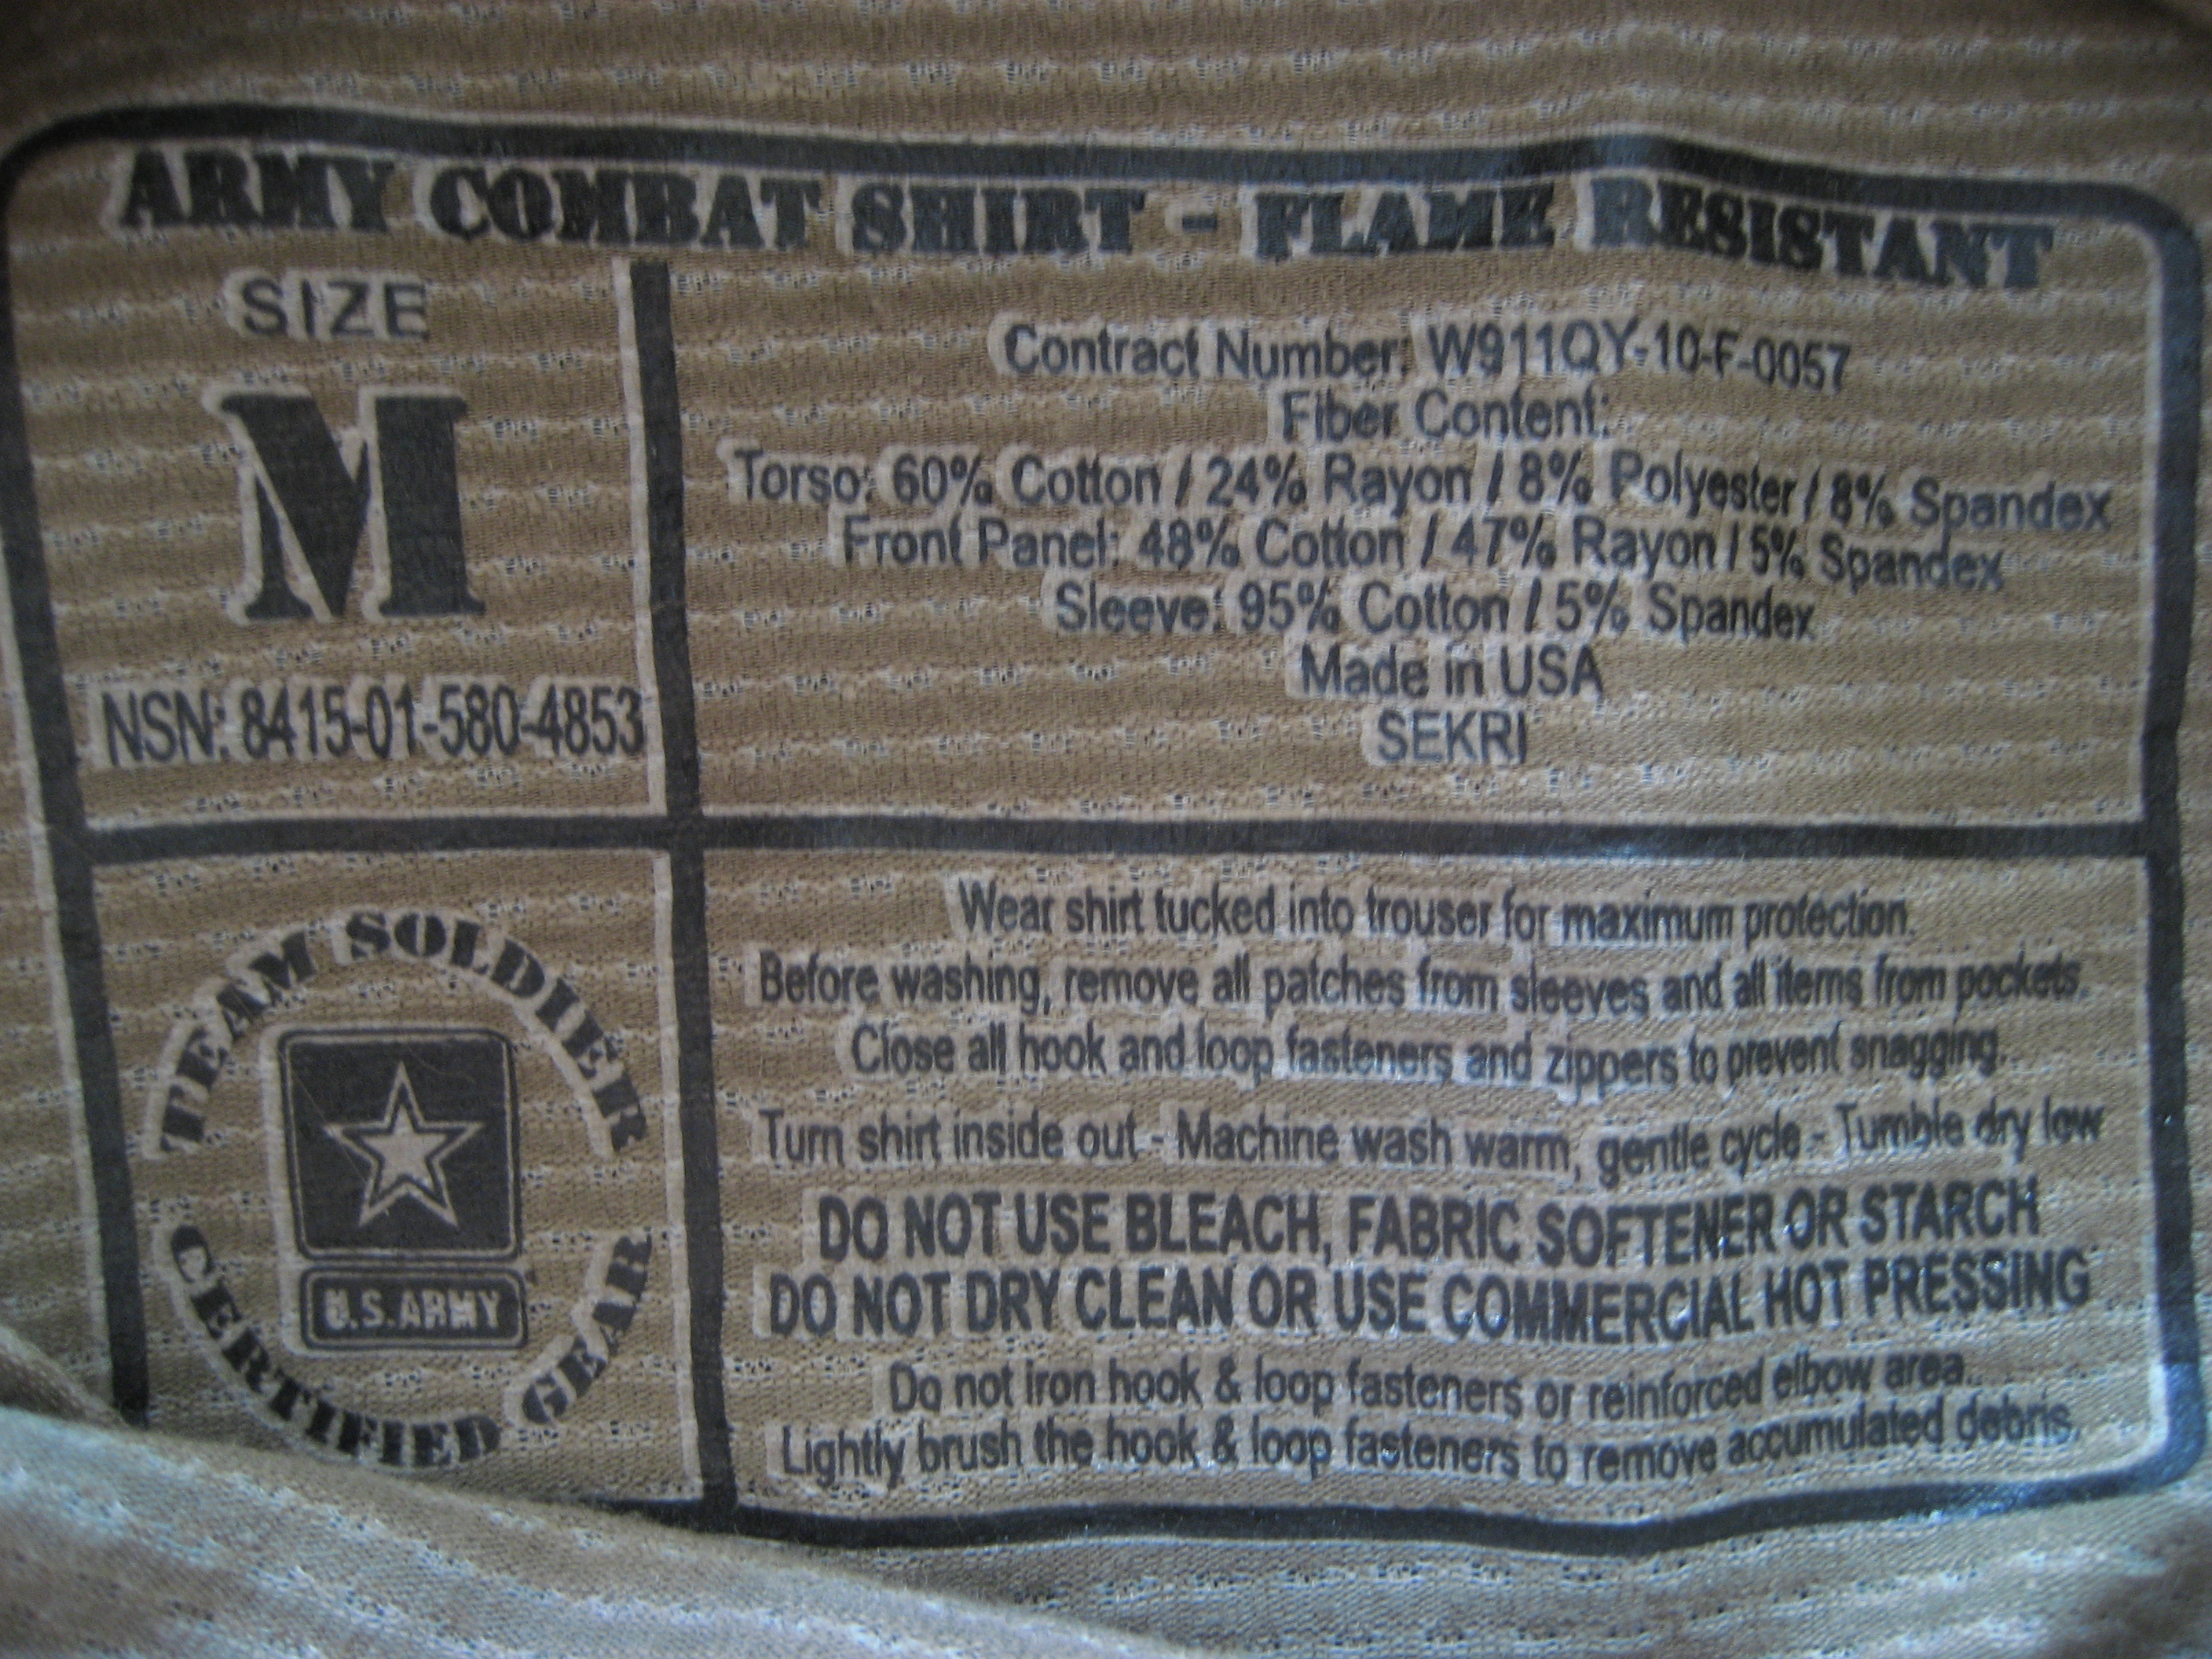 ARMY COMBAT SHIRT - FLAME RESISTANT
SIZE
M
NSN: 8415-01-580-4853
Contract Number: W911QY-10-F-0057
Fiber Content:
Torso: 60% Cotton / 24% Rayon / 8% Polyester / 8% Spandex
Front Panel: 48% Cotton / 47% Rayon / 5% Spandex
Sleeve: 95% Cotton / 5% Spandex
Made in USA
SEKRI
TEAM SOLDIER
U.S.ARMY
CERTIFIED GEAR
Wear shirt tucked into trouser for maximum protection.
Before washing, remove all patches from sleeves and all items from pockets.
Close all hook and loop fasteners and zippers to prevent snagging.
Turn shirt inside out - Machine wash warm, gentle cycle - Tumble dry low
DO NOT USE BLEACH, FABRIC SOFTENER OR STARCH
DO NOT DRY CLEAN OR USE COMMERCIAL HOT PRESSING
Do not iron hook & loop fasteners or reinforced elbow area.
Lightly brush the hook & loop fasteners to remove accumulated debris.